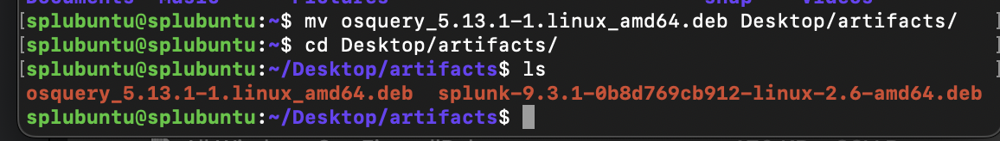 [splubuntu@splubuntu:~$ mv osquery_5.13.1-1.linux_amd64.deb Desktop/artifacts/ ]
[splubuntu@splubuntu:~$ cd Desktop/artifacts/ ]
[splubuntu@splubuntu:~/Desktop/artifacts$ ls ]
osquery_5.13.1-1.linux_amd64.deb  splunk-9.3.1-0b8d769cb912-linux-2.6-amd64.deb
splubuntu@splubuntu:~/Desktop/artifacts$